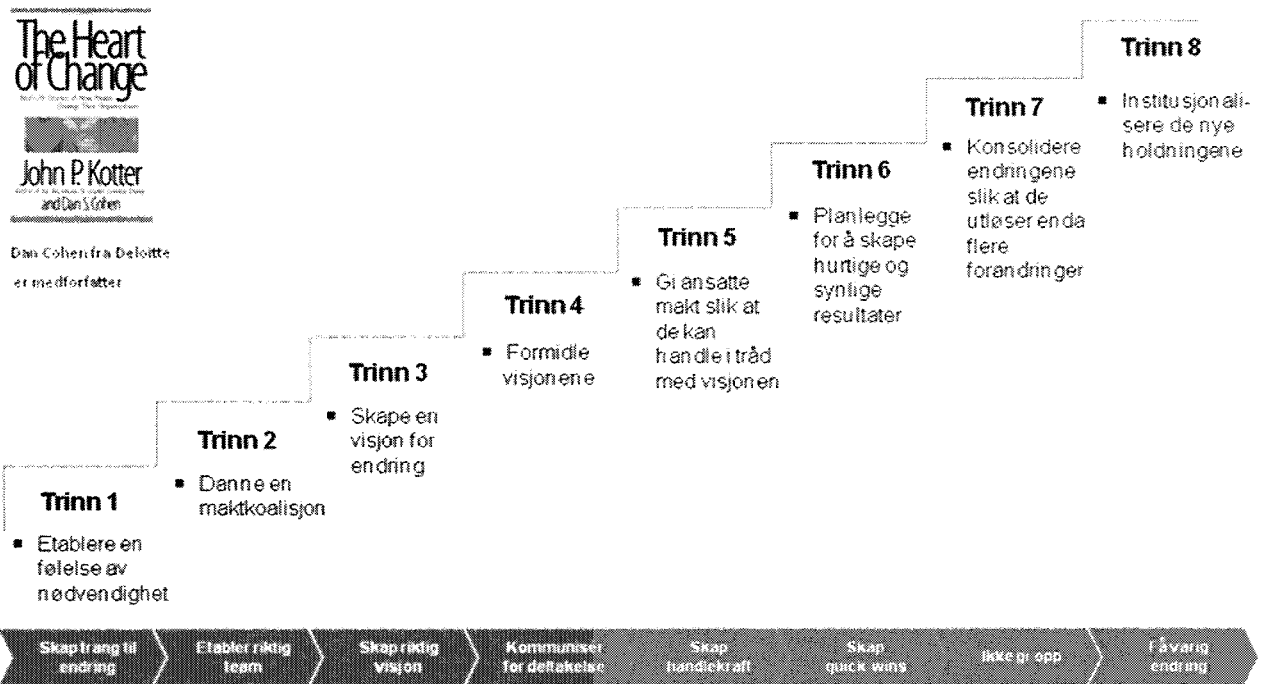 The Heart
of Change
John P. Kotter
and Dan S. Cohen
Dan Cohen fra Deloitte
er medforfatter
Trinn 1
▪ Etablere en
følelse av
nødvendighet
Trinn 2
▪ Danne en
maktkoalisjon
Trinn 3
▪ Skape en
visjon for
endring
Trinn 4
▪ Formidle
visjonene
Trinn 5
▪ Gi ansatte
makt slik at
de kan
handle i tråd
med visjonen
Trinn 6
▪ Planlegge
for å skape
hurtige og
synlige
resultater
Trinn 7
▪ Konsolidere
endringene
slik at de
utløser enda
flere
forandringer
Trinn 8
▪ Institusjonali-
sere de nye
holdningene
Skap trang til
endring
Etabler riktig
team
Skap riktig
visjon
Kommuniser
for deltakelse
Skap
handlekraft
Skap
quick wins
Ikke gi opp
Få varig
endring